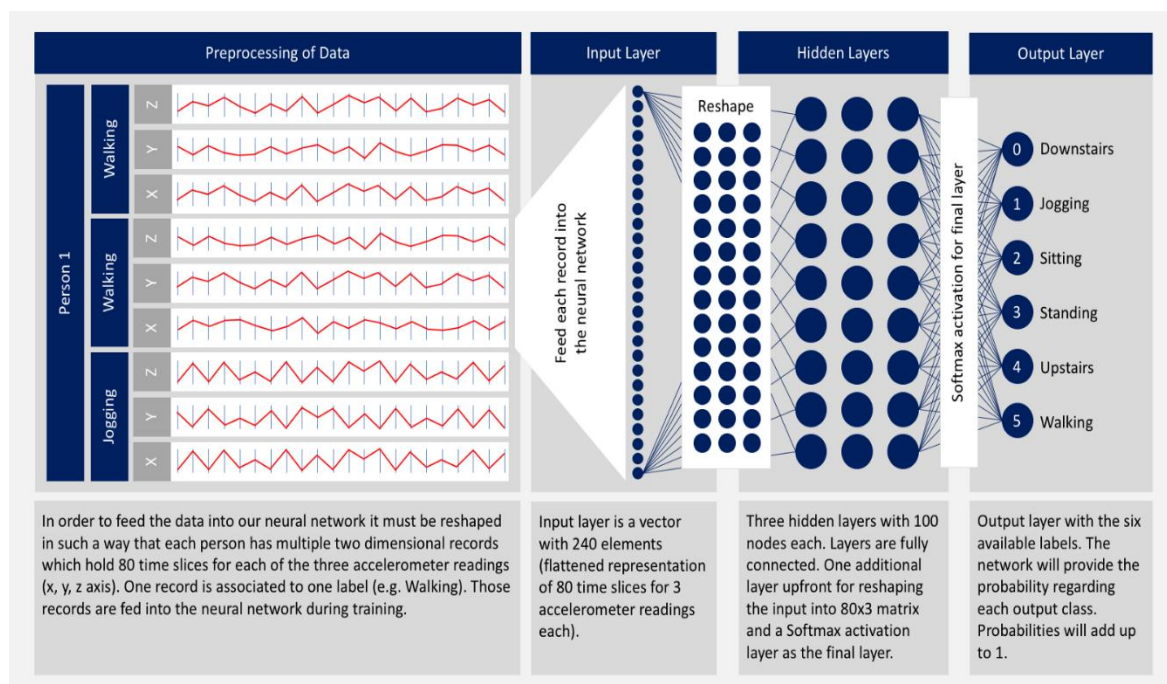 Preprocessing of Data
Input Layer
Hidden Layers
Output Layer
Person 1
Walking
Z
Y
X
Walking
Z
Y
X
Jogging
Z
Y
X
Feed each record into
the neural network
Reshape
Softmax activation for final layer
0 Downstairs
1 Jogging
2 Sitting
3 Standing
4 Upstairs
5 Walking
In order to feed the data into our neural network it must be reshaped
in such a way that each person has multiple two dimensional records
which hold 80 time slices for each of the three accelerometer readings
(x, y, z axis). One record is associated to one label (e.g. Walking). Those
records are fed into the neural network during training.
Input layer is a vector
with 240 elements
(flattened representation
of 80 time slices for 3
accelerometer readings
each).
Three hidden layers with 100
nodes each. Layers are fully
connected. One additional
layer upfront for reshaping
the input into 80x3 matrix
and a Softmax activation
layer as the final layer.
Output layer with the six
available labels. The
network will provide the
probability regarding
each output class.
Probabilities will add up
to 1.